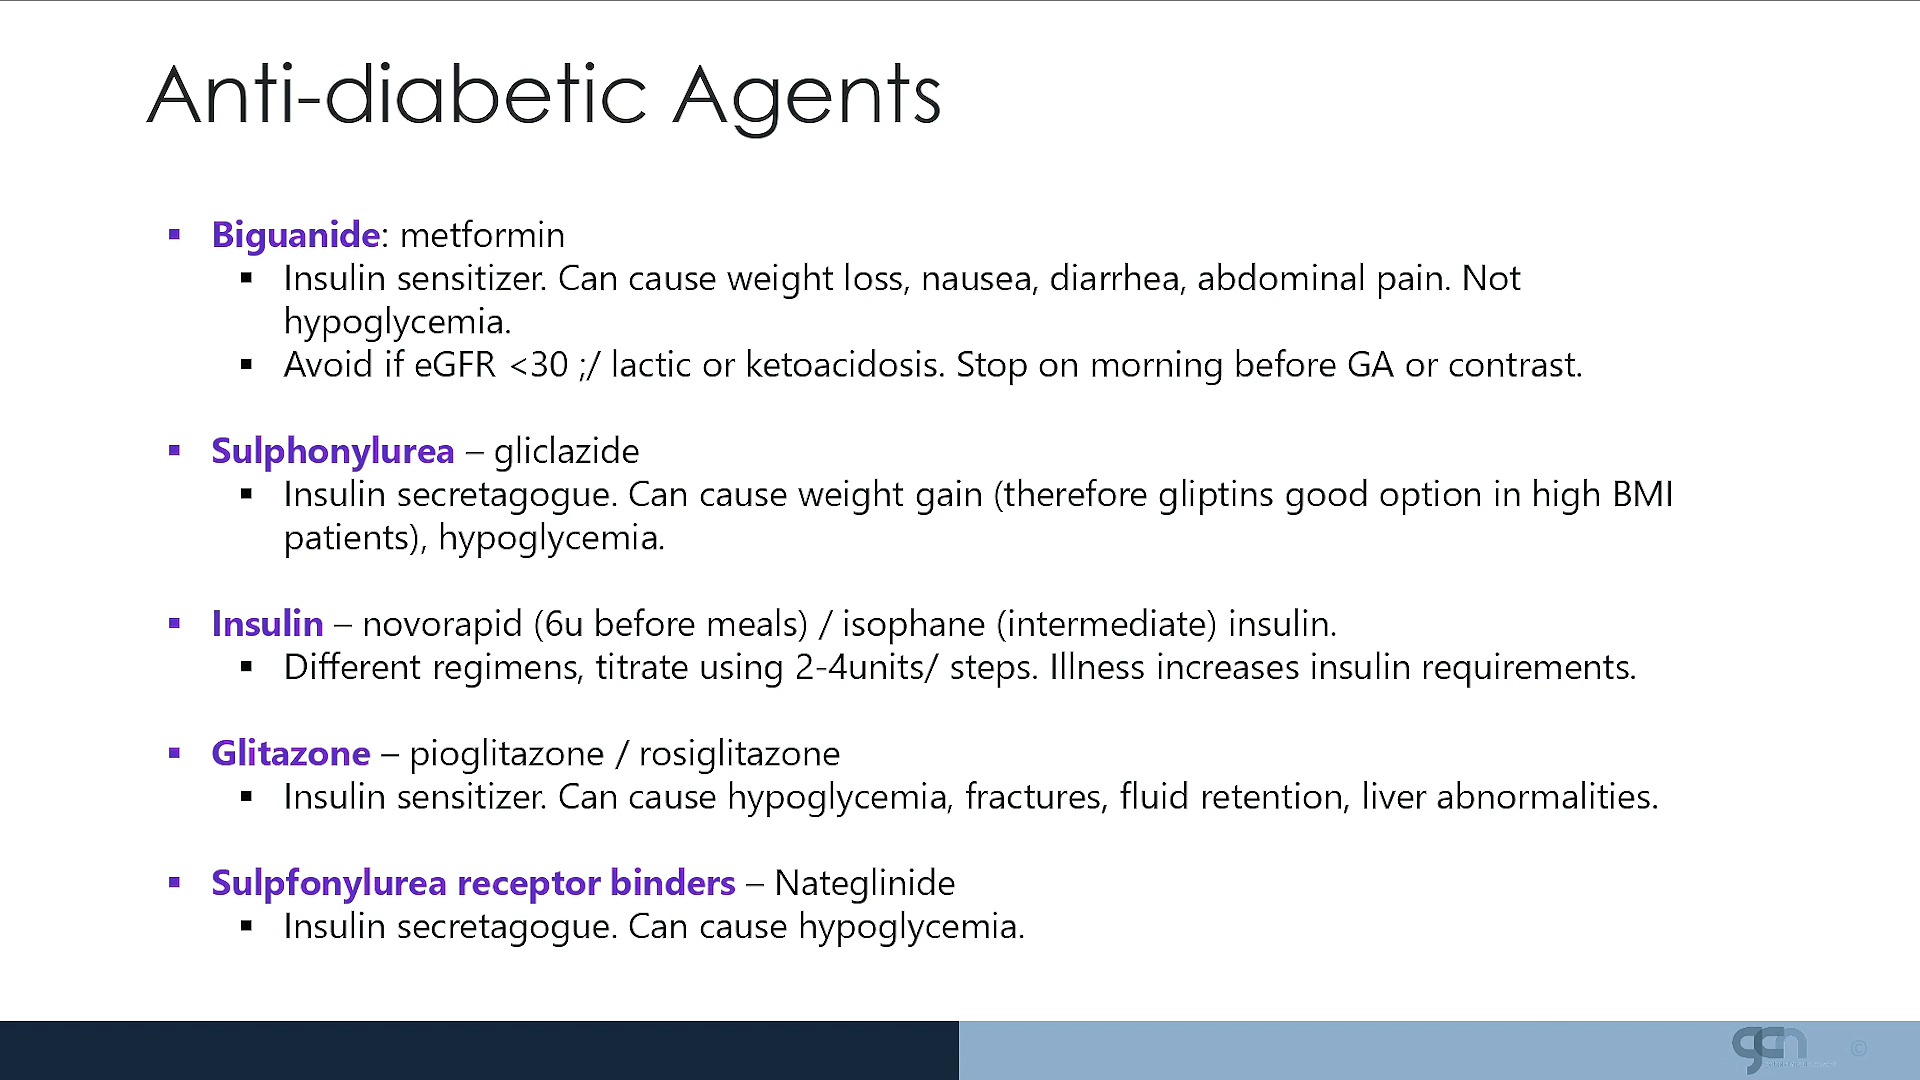 Anti-diabetic Agents
▪ Biguanide: metformin
▪ Insulin sensitizer. Can cause weight loss, nausea, diarrhea, abdominal pain. Not
hypoglycemia.
▪ Avoid if eGFR <30 ;/ lactic or ketoacidosis. Stop on morning before GA or contrast.
▪ Sulphonylurea – gliclazide
▪ Insulin secretagogue. Can cause weight gain (therefore gliptins good option in high BMI
patients), hypoglycemia.
▪ Insulin – novorapid (6u before meals) / isophane (intermediate) insulin.
▪ Different regimens, titrate using 2-4units/ steps. Illness increases insulin requirements.
▪ Glitazone – pioglitazone / rosiglitazone
▪ Insulin sensitizer. Can cause hypoglycemia, fractures, fluid retention, liver abnormalities.
▪ Sulpfonylurea receptor binders – Nateglinide
▪ Insulin secretagogue. Can cause hypoglycemia.
©